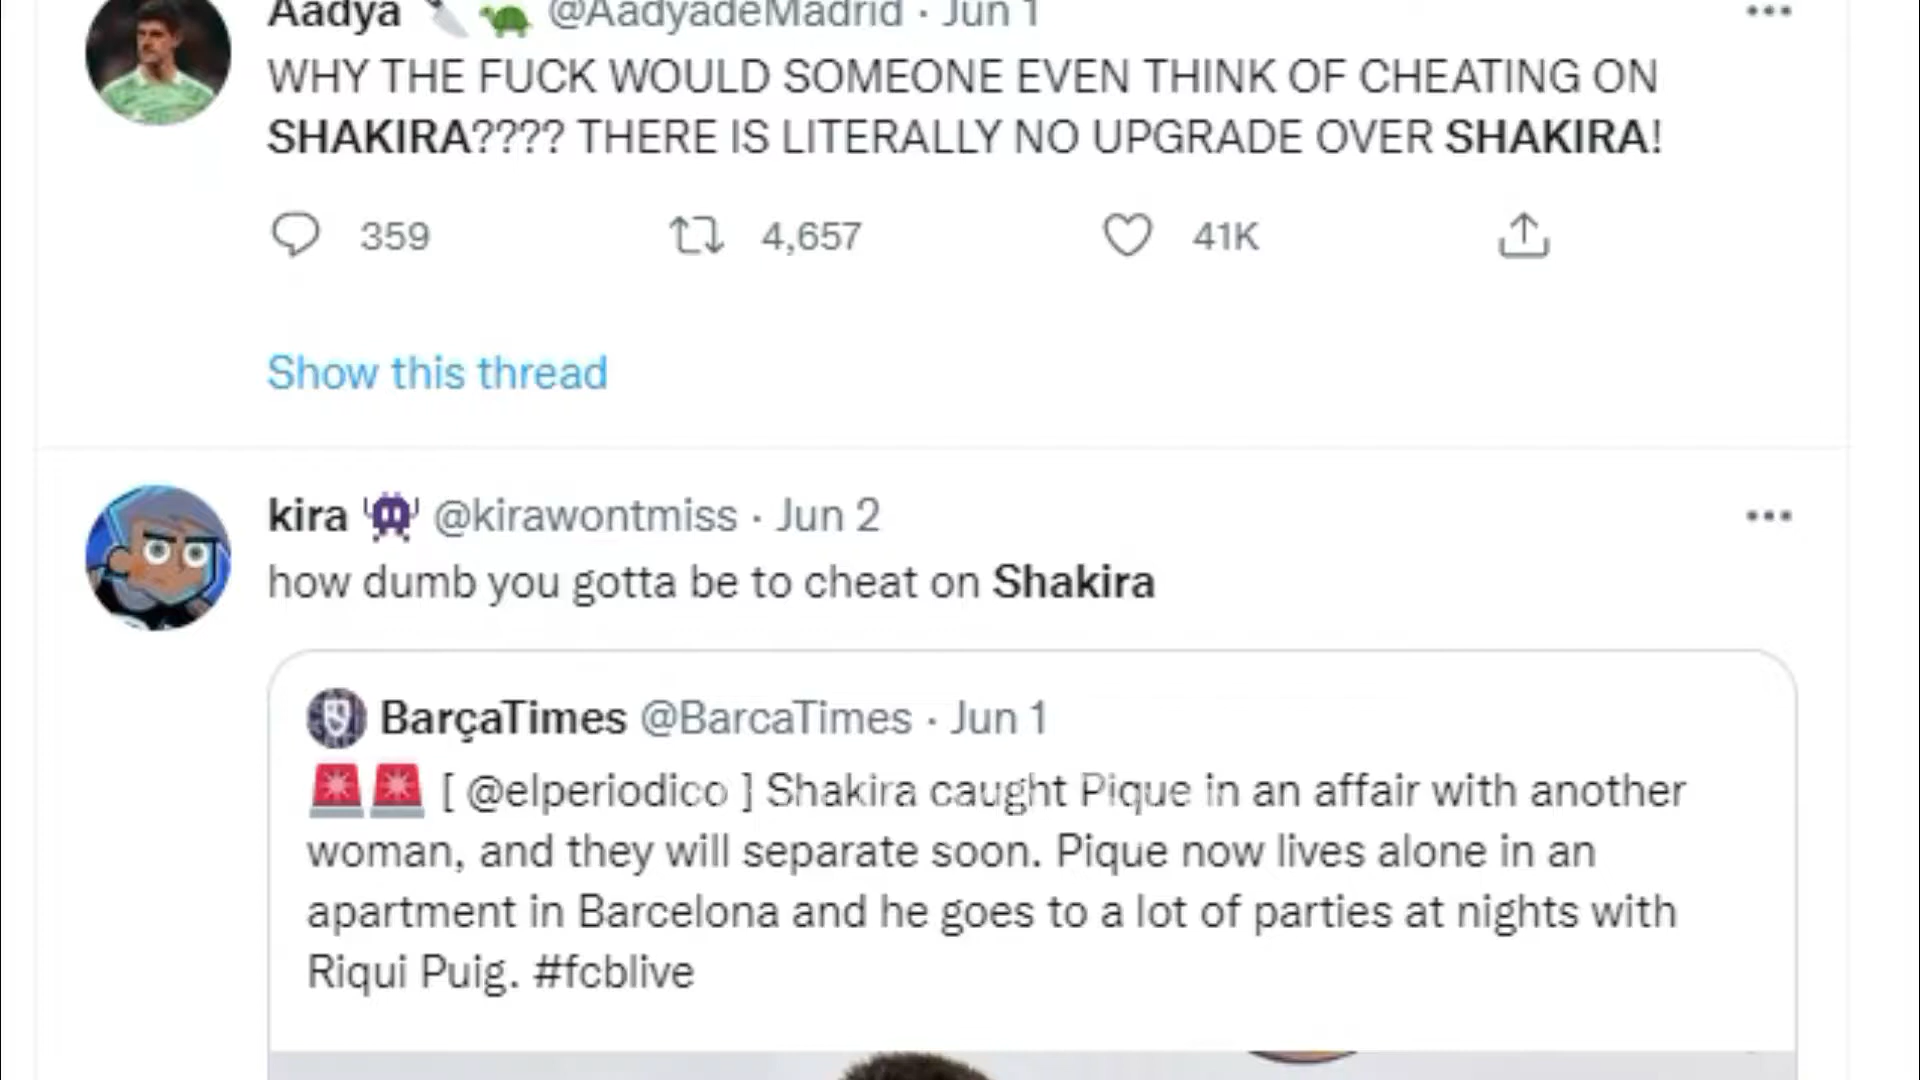 Aadya @AadyadeMadrid · Jun 1
WHY THE FUCK WOULD SOMEONE EVEN THINK OF CHEATING ON
SHAKIRA???? THERE IS LITERALLY NO UPGRADE OVER SHAKIRA!
359 4,657 41K
Show this thread
kira @kirawontmiss · Jun 2
how dumb you gotta be to cheat on Shakira
BarçaTimes @BarcaTimes · Jun 1
[ @elperiodico ] Shakira caught Pique in an affair with another
woman, and they will separate soon. Pique now lives alone in an
apartment in Barcelona and he goes to a lot of parties at nights with
Riqui Puig. #fcblive